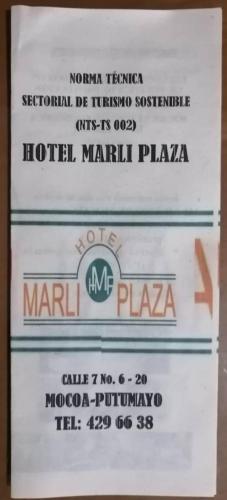 NORMA TÉCNICA
SECTORIAL DE TURISMO SOSTENIBLE
(NTS-TS 002)
HOTEL MARLI PLAZA
HOTEL
HMP
MARLI PLAZA
CALLE 7 No. 6 - 20
MOCOA-PUTUMAYO
TEL: 429 66 38